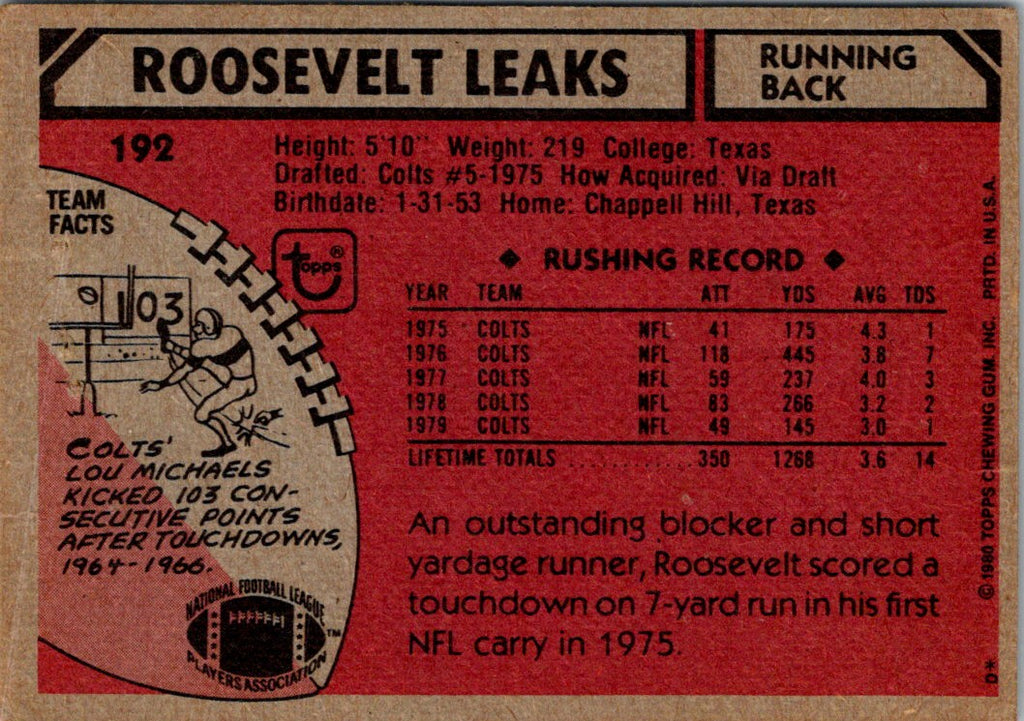 ROOSEVELT LEAKS
RUNNING
BACK
192
Height: 5'10" Weight: 219 College: Texas
Drafted: Colts #5-1975 How Acquired: Via Draft
Birthdate: 1-31-53 Home: Chappell Hill, Texas
TEAM
FACTS
103
COLTS'
LOU MICHAELS
KICKED 103 CON-
SECUTIVE POINTS
AFTER TOUCHDOWNS,
1964-1966.
topps®
◆ RUSHING RECORD ◆
YEAR TEAM ATT YDS AVG TDS
1975 COLTS NFL 41 175 4.3 1
1976 COLTS NFL 118 445 3.8 7
1977 COLTS NFL 59 237 4.0 3
1978 COLTS NFL 83 266 3.2 2
1979 COLTS NFL 49 145 3.0 1
LIFETIME TOTALS ............ 350 1268 3.6 14
An outstanding blocker and short
yardage runner, Roosevelt scored a
touchdown on 7-yard run in his first
NFL carry in 1975.
NATIONAL FOOTBALL LEAGUE
PLAYERS ASSOCIATION
TM
©1980 TOPPS CHEWING GUM, INC. PRTD. IN U.S.A.
D*